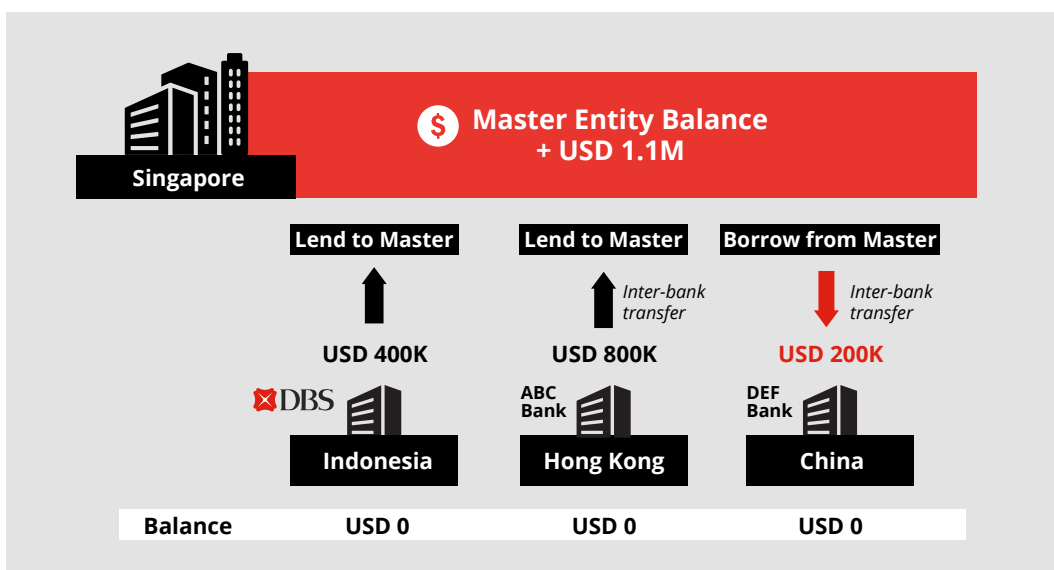 $ Master Entity Balance
+ USD 1.1M
Singapore
Lend to Master
Lend to Master
Borrow from Master
Inter-bank
transfer
Inter-bank
transfer
USD 400K
USD 800K
USD 200K
DBS
ABC
Bank
DEF
Bank
Indonesia
Hong Kong
China
Balance USD 0 USD 0 USD 0